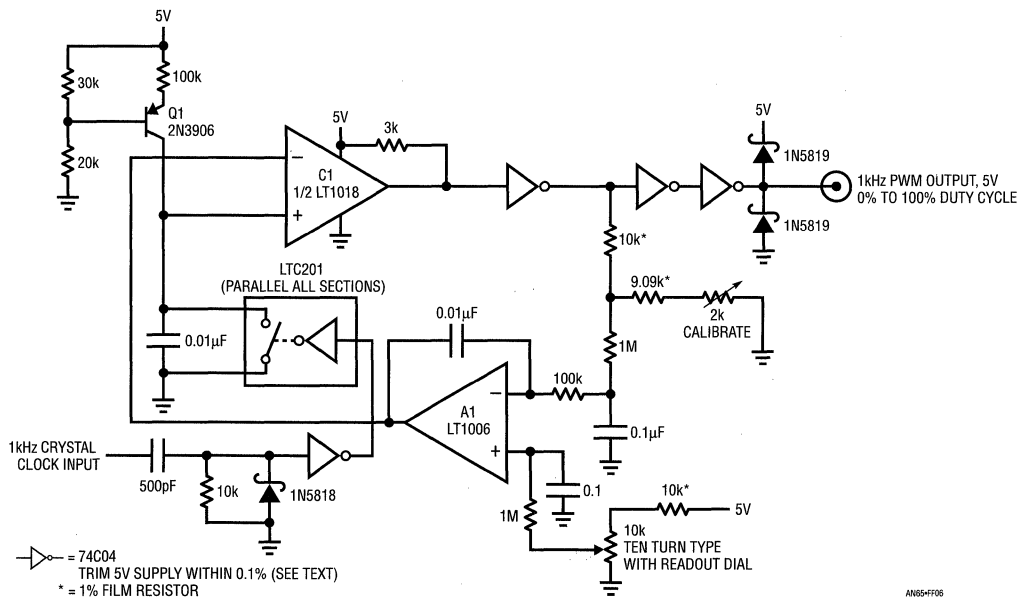 5V
30k
100k
Q1
2N3906
20k
5V
3k
−
C1
1/2 LT1018
+
5V
1N5819
1N5819
1kHz PWM OUTPUT, 5V
0% TO 100% DUTY CYCLE
10k*
9.09k*
2k
CALIBRATE
LTC201
(PARALLEL ALL SECTIONS)
0.01µF
0.01µF
1M
100k
−
A1
LT1006
+
0.1µF
0.1
1M
10k*
5V
10k
TEN TURN TYPE
WITH READOUT DIAL
1kHz CRYSTAL
CLOCK INPUT
500pF
10k
1N5818
= 74C04
TRIM 5V SUPPLY WITHIN 0.1% (SEE TEXT)
* = 1% FILM RESISTOR
AN65•FF06